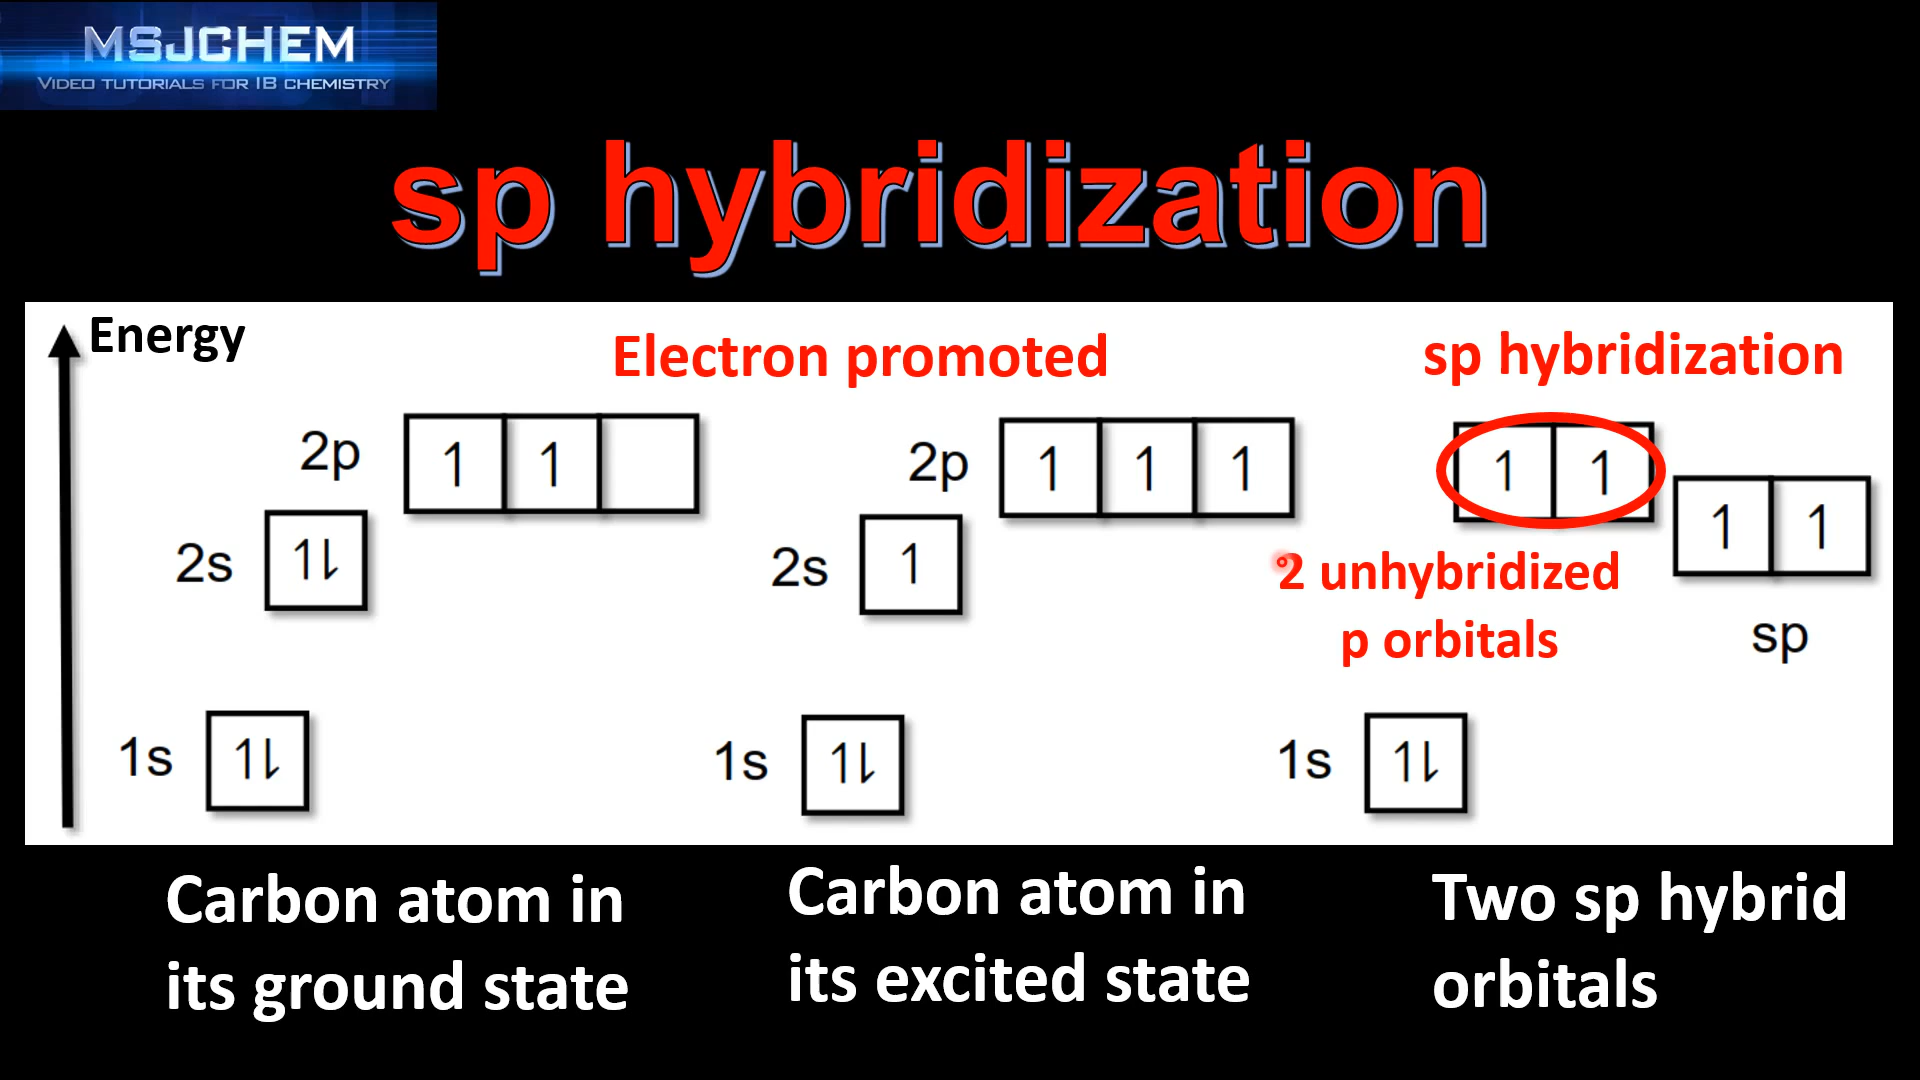 MSJCHEM
VIDEO TUTORIALS FOR IB CHEMISTRY
sp hybridization
Energy
Electron promoted
sp hybridization
2p 1 1
2p 1 1 1
1 1
2s 1⇂
2s 1
1 1
2 unhybridized
p orbitals
sp
1s 1⇂
1s 1⇂
1s 1⇂
Carbon atom in
its ground state
Carbon atom in
its excited state
Two sp hybrid
orbitals